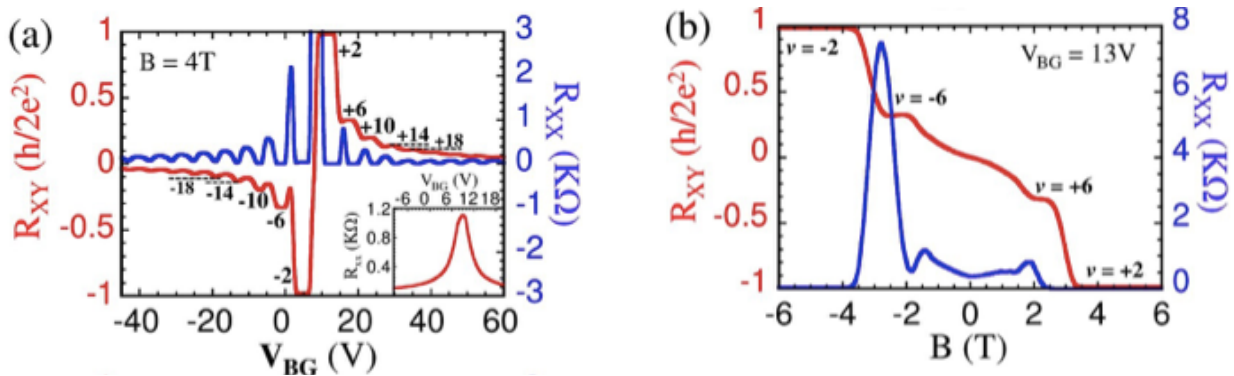 (a)
B = 4T
R_XY (h/2e²)
1
0.5
0
-0.5
-1
+2
+6
+10
+14
+18
-18
-14
-10
-6
-2
V_BG (V)
-6 0 6 12 18
R_xx (KΩ)
1.2
0.8
0.4
3
2
1
0
-1
-2
-3
R_XX (KΩ)
-40 -20 0 20 40 60
V_BG (V)
(b)
V_BG = 13V
R_XY (h/2e²)
1
0.5
0
-0.5
-1
ν = -2
ν = -6
ν = +6
ν = +2
8
6
4
2
0
R_XX (KΩ)
-6 -4 -2 0 2 4 6
B (T)